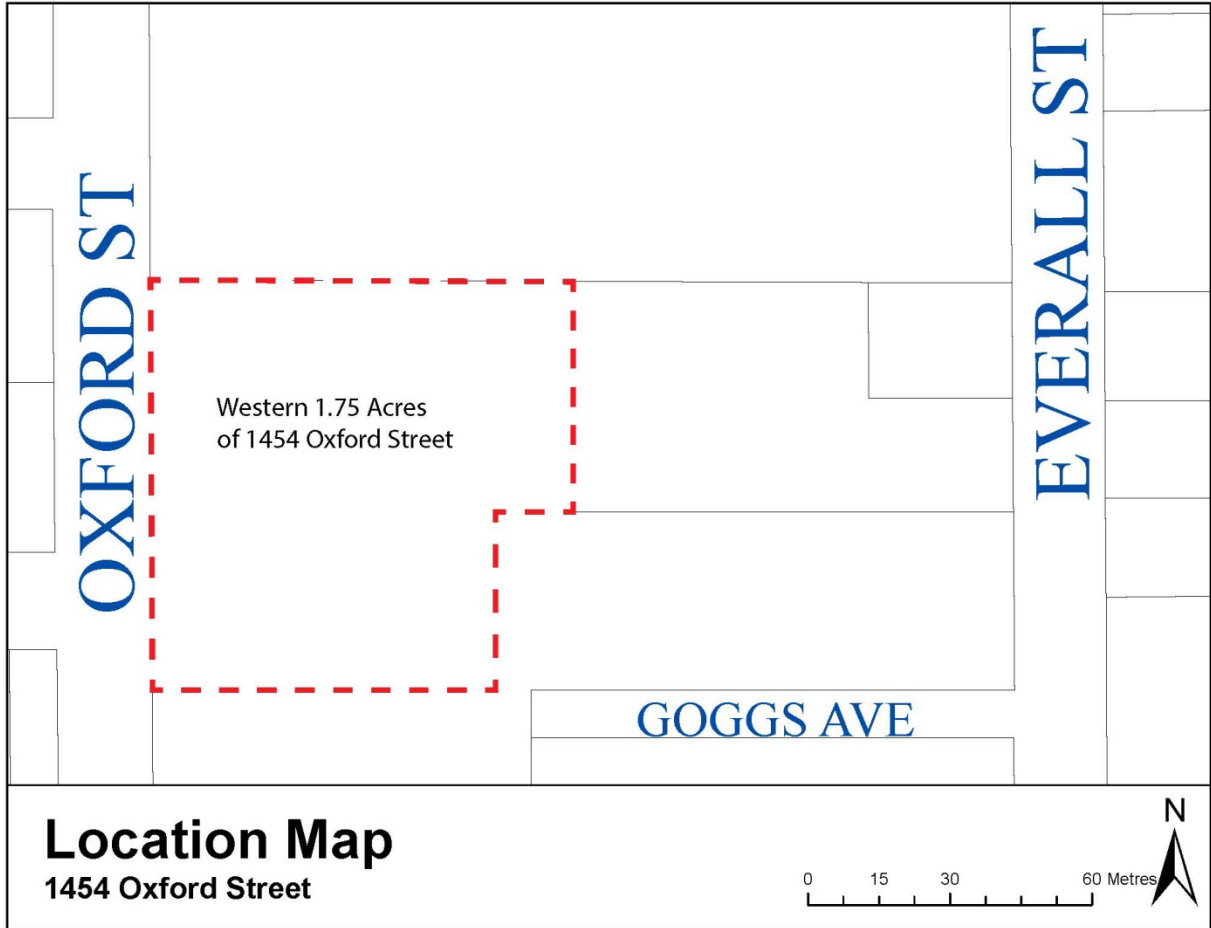 OXFORD ST
EVERALL ST
Western 1.75 Acres
of 1454 Oxford Street
GOGGS AVE
Location Map
1454 Oxford Street
0 15 30 60 Metres
N